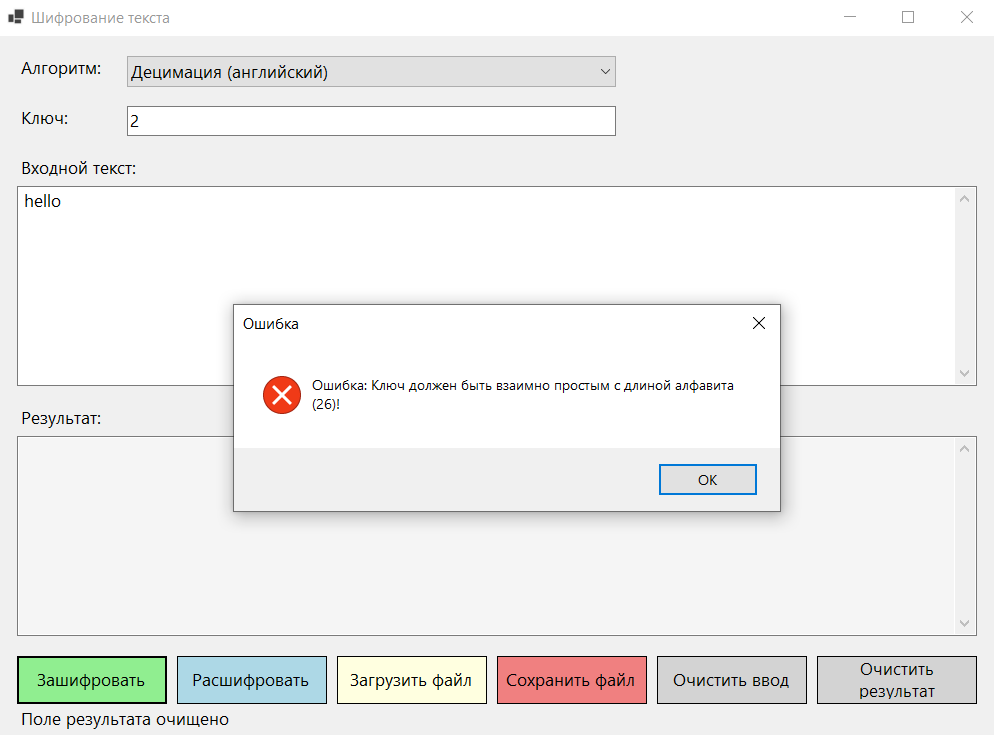 Шифрование текста
Алгоритм:
Децимация (английский)
Ключ:
2
Входной текст:
hello
Ошибка
Ошибка: Ключ должен быть взаимно простым с длиной алфавита
(26)!
OK
Результат:
Зашифровать
Расшифровать
Загрузить файл
Сохранить файл
Очистить ввод
Очистить
результат
Поле результата очищено